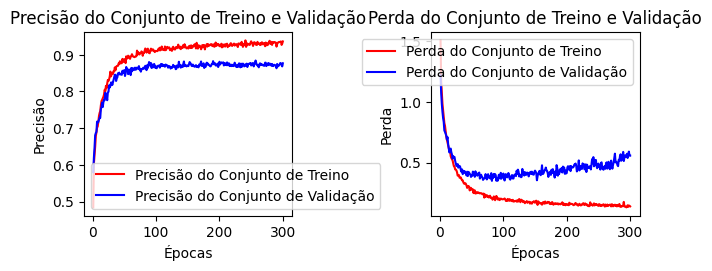 Precisão do Conjunto de Treino e Validação
0.9
0.8
0.7
0.6
0.5
Precisão
Precisão do Conjunto de Treino
Precisão do Conjunto de Validação
0
100
200
300
Épocas
Perda do Conjunto de Treino e Validação
1.5
1.0
0.5
Perda
Perda do Conjunto de Treino
Perda do Conjunto de Validação
0
100
200
300
Épocas